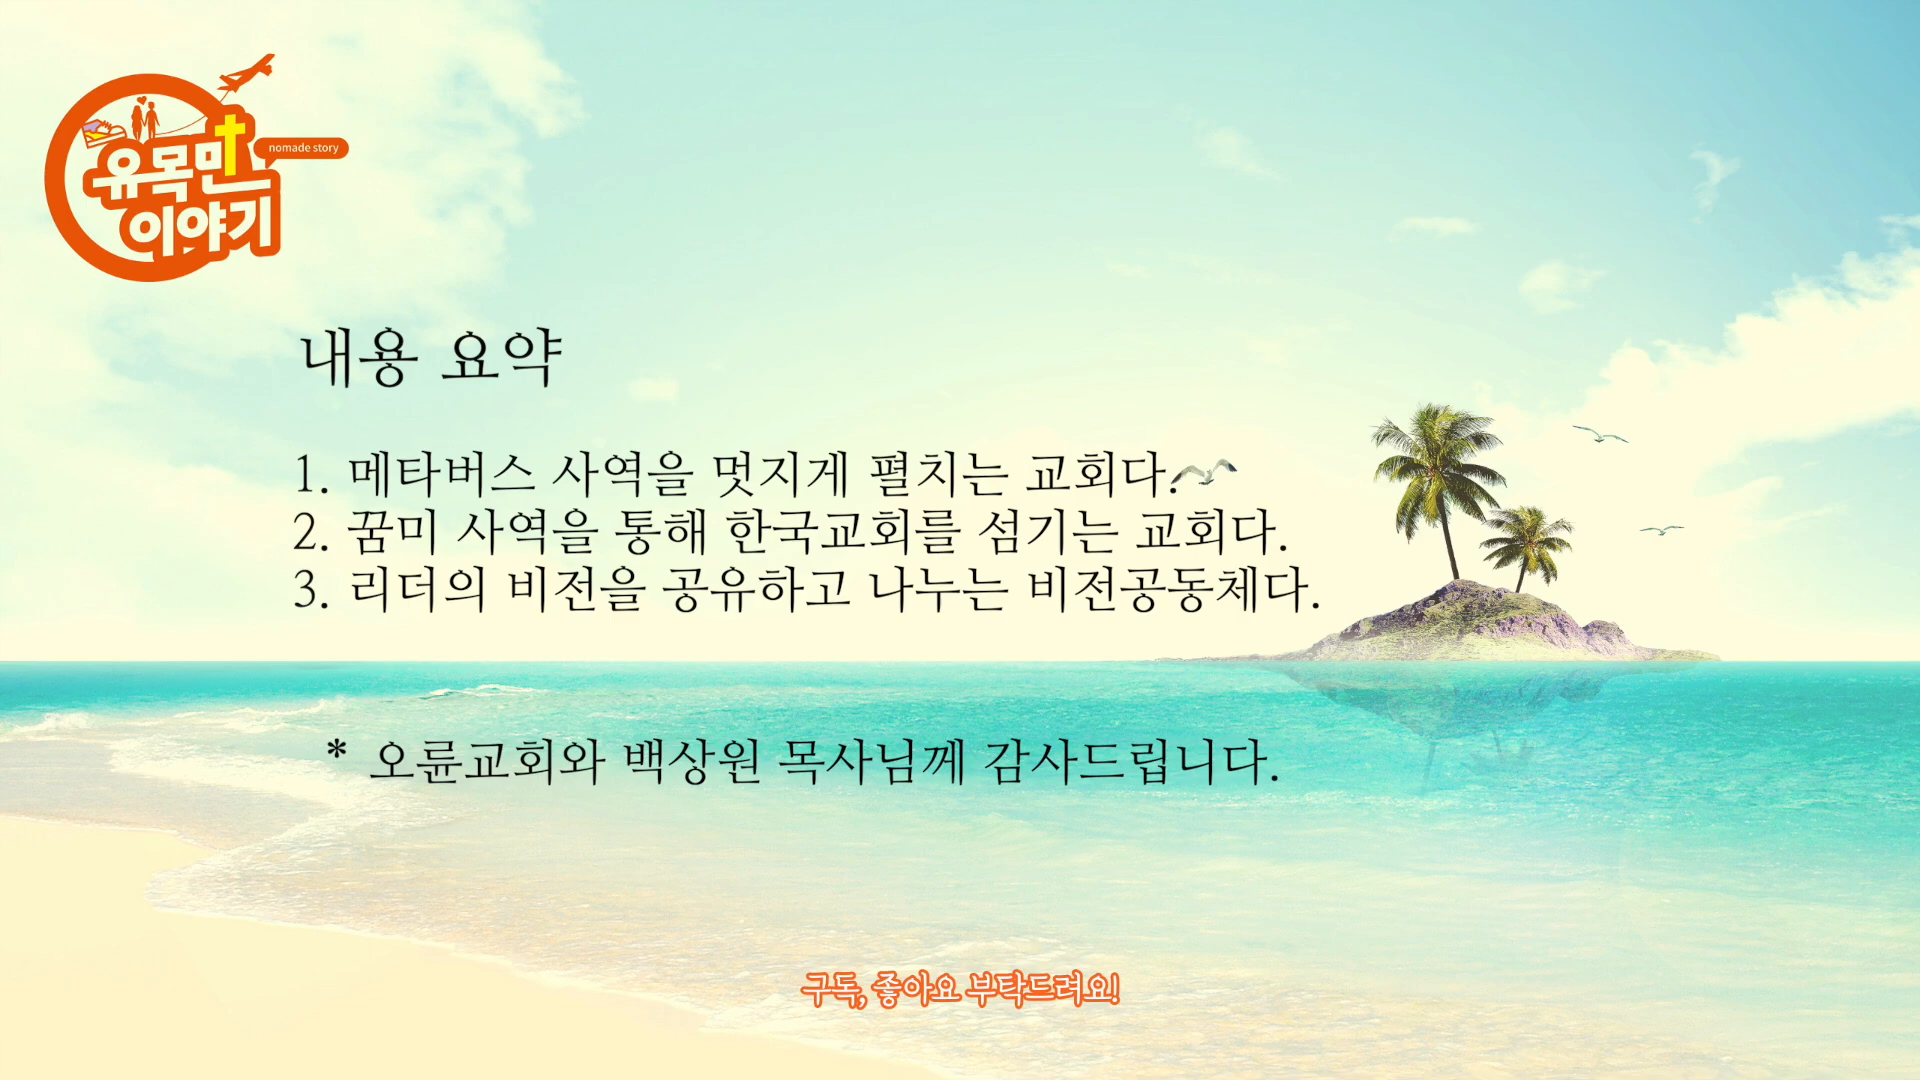 유목민
이야기
nomade story
내용 요약
1. 메타버스 사역을 멋지게 펼치는 교회다.
2. 꿈미 사역을 통해 한국교회를 섬기는 교회다.
3. 리더의 비전을 공유하고 나누는 비전공동체다.
* 오륜교회와 백상원 목사님께 감사드립니다.
구독, 좋아요 부탁드려요!